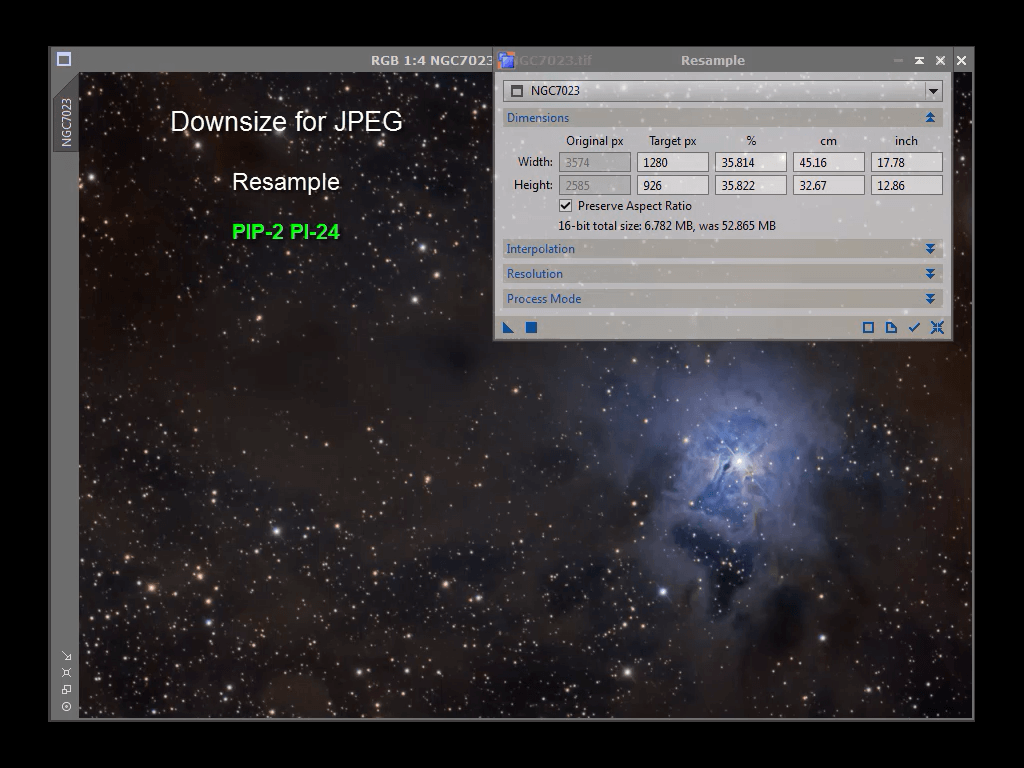 RGB 1:4 NGC7023 NGC7023.tif
Resample
NGC7023
NGC7023
Dimensions
Original px Target px % cm inch
Width: 3574 1280 35.814 45.16 17.78
Height: 2585 926 35.822 32.67 12.86
Preserve Aspect Ratio
16-bit total size: 6.782 MB, was 52.865 MB
Interpolation
Resolution
Process Mode
Downsize for JPEG
Resample
PIP-2 PI-24